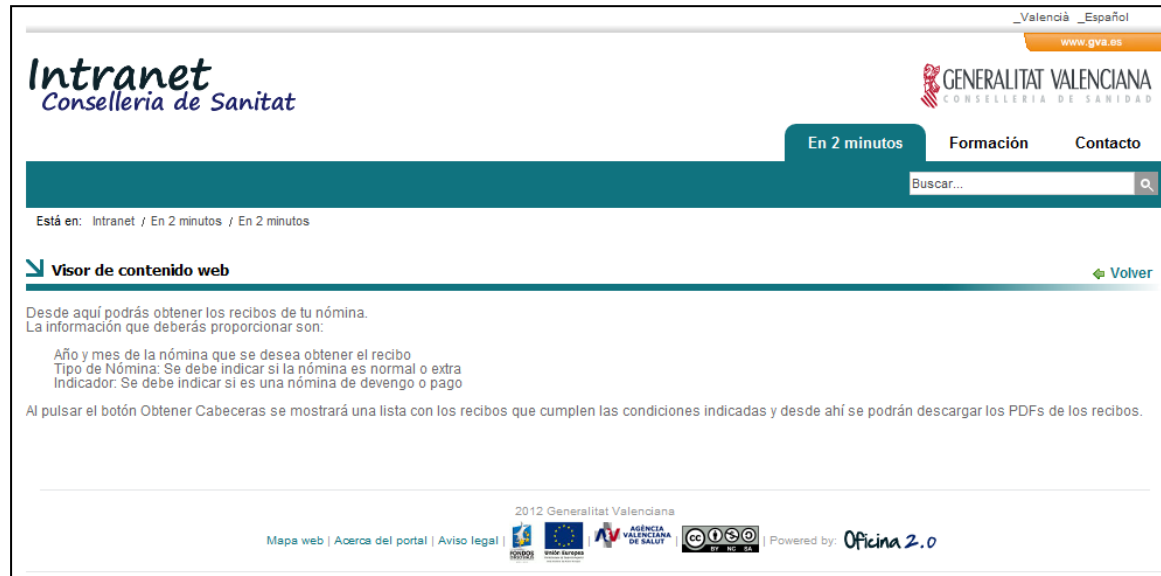 _Valencià _Español
www.gva.es
Intranet
Conselleria de Sanitat
GENERALITAT VALENCIANA
CONSELLERIA DE SANIDAD
En 2 minutos Formación Contacto
Buscar...
Está en: Intranet / En 2 minutos / En 2 minutos
Visor de contenido web
Volver
Desde aquí podrás obtener los recibos de tu nómina.
La información que deberás proporcionar son:
Año y mes de la nómina que se desea obtener el recibo
Tipo de Nómina: Se debe indicar si la nómina es normal o extra
Indicador: Se debe indicar si es una nómina de devengo o pago
Al pulsar el botón Obtener Cabeceras se mostrará una lista con los recibos que cumplen las condiciones indicadas y desde ahí se podrán descargar los PDFs de los recibos.
2012 Generalitat Valenciana
Mapa web | Acerca del portal | Aviso legal | FONDOS Unión Europea | AV AGÈNCIA VALENCIANA DE SALUT | CC BY NC SA | Powered by: Oficina 2.0